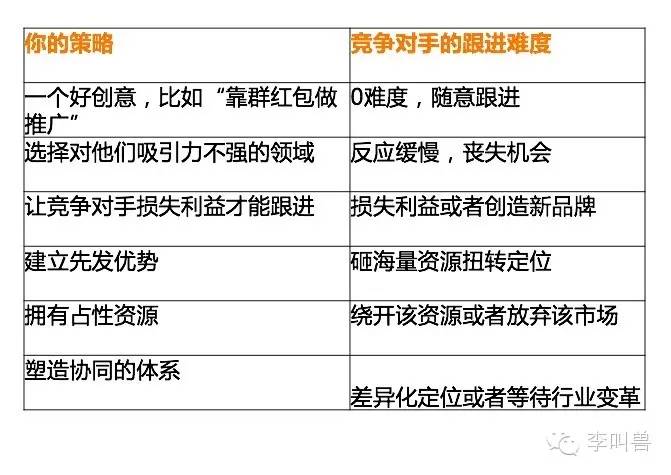 你的策略
竞争对手的跟进难度
一个好创意，比如“靠群红包做
推广”
0难度，随意跟进
选择对他们吸引力不强的领域
反应缓慢，丧失机会
让竞争对手损失利益才能跟进
损失利益或者创造新品牌
建立先发优势
砸海量资源扭转定位
拥有占性资源
绕开该资源或者放弃该市场
塑造协同的体系
差异化定位或者等待行业变革
李叫兽